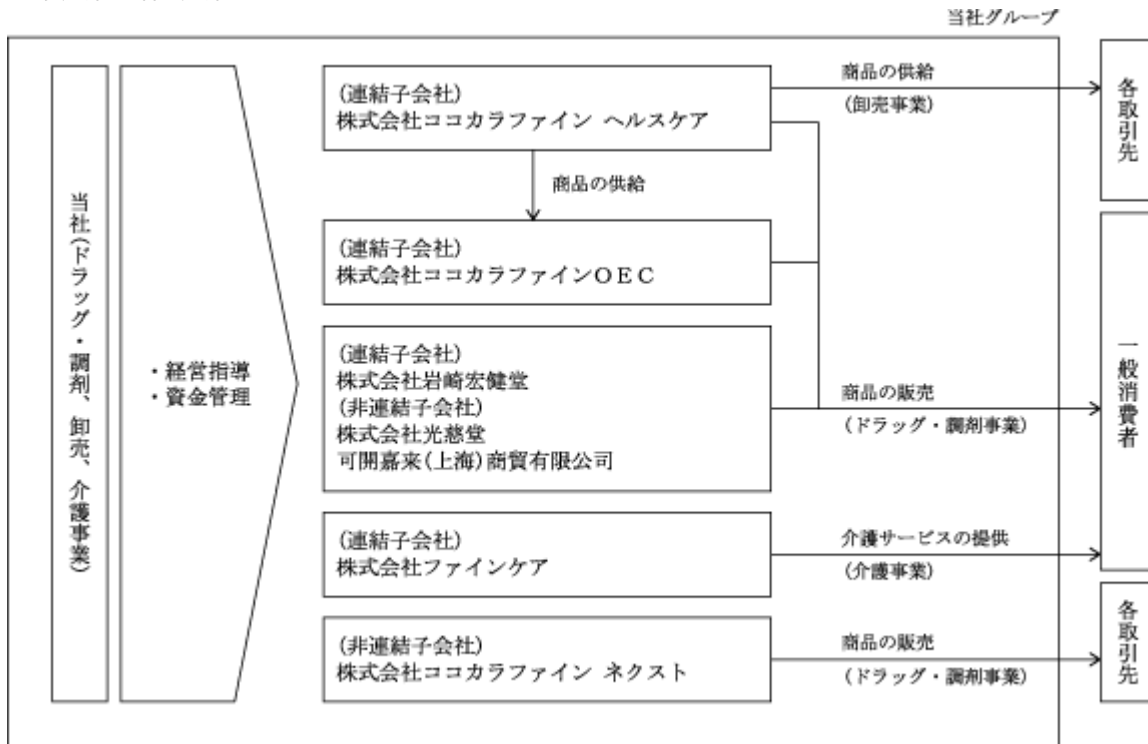 当社グループ
当社(ドラッグ・調剤、卸売、介護事業)
・経営指導
・資金管理
(連結子会社)
株式会社ココカラファイン ヘルスケア
商品の供給
(連結子会社)
株式会社ココカラファインOEC
(連結子会社)
株式会社岩崎宏健堂
(非連結子会社)
株式会社光慈堂
可開嘉来(上海)商貿有限公司
(連結子会社)
株式会社ファインケア
(非連結子会社)
株式会社ココカラファイン ネクスト
商品の供給
(卸売事業)
商品の販売
(ドラッグ・調剤事業)
介護サービスの提供
(介護事業)
商品の販売
(ドラッグ・調剤事業)
各取引先
一般消費者
各取引先